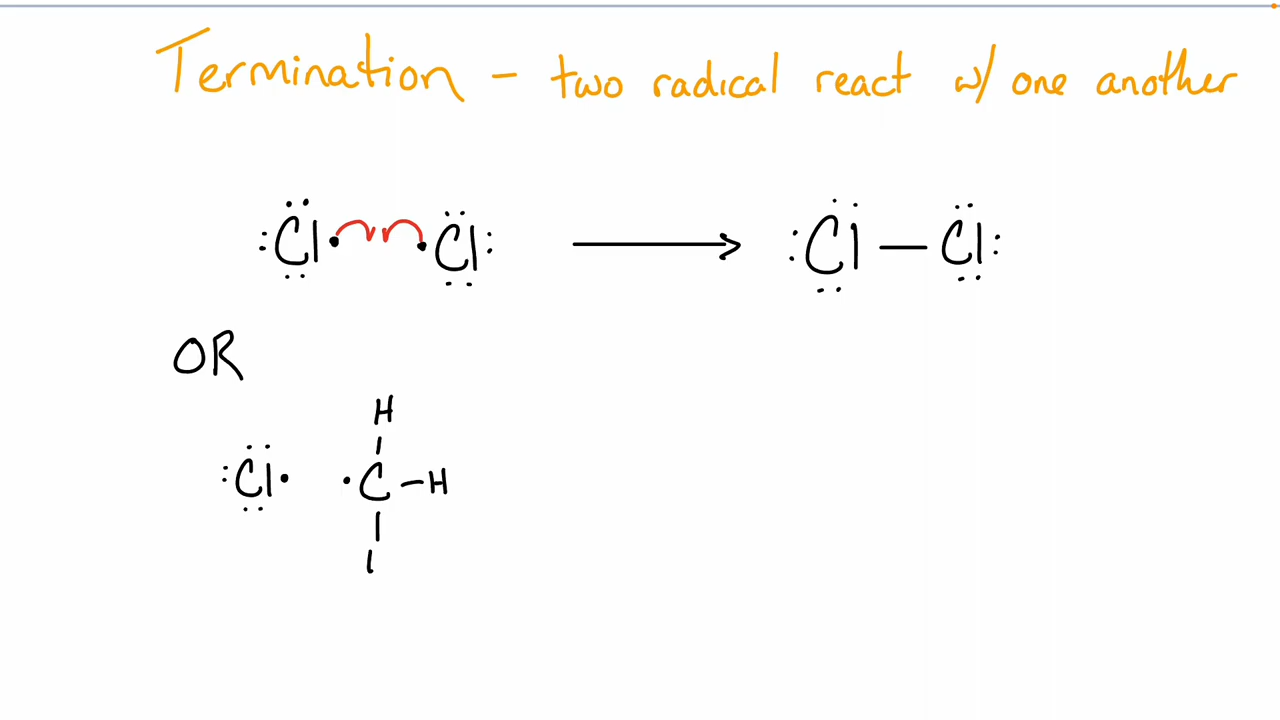 Termination - two radical react w/ one another
:Cl· ·Cl: → :Cl — Cl:
OR
H
:Cl· ·C - H